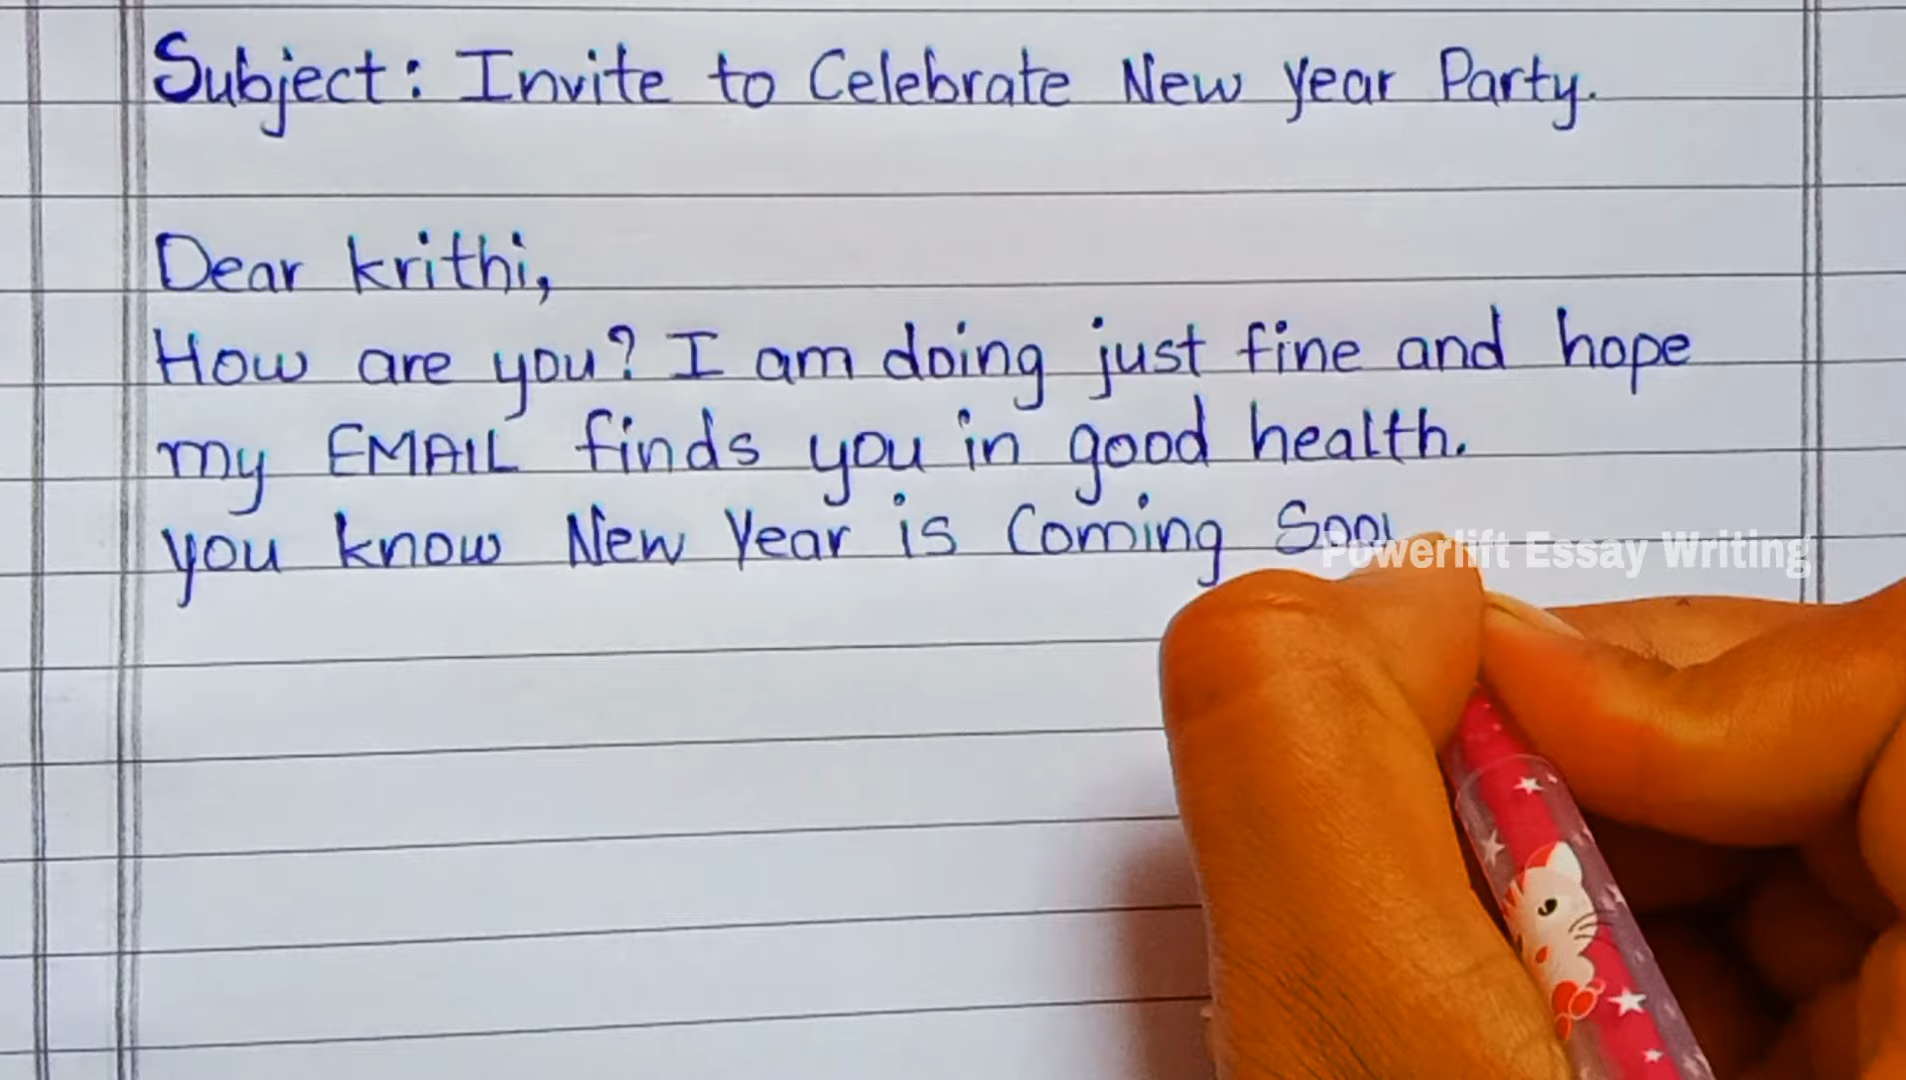 Subject: Invite to Celebrate New Year Party.
Dear Krithi,
How are you? I am doing just fine and hope
my EMAIL finds you in good health.
you know New Year is Coming
Powerlift Essay Writing